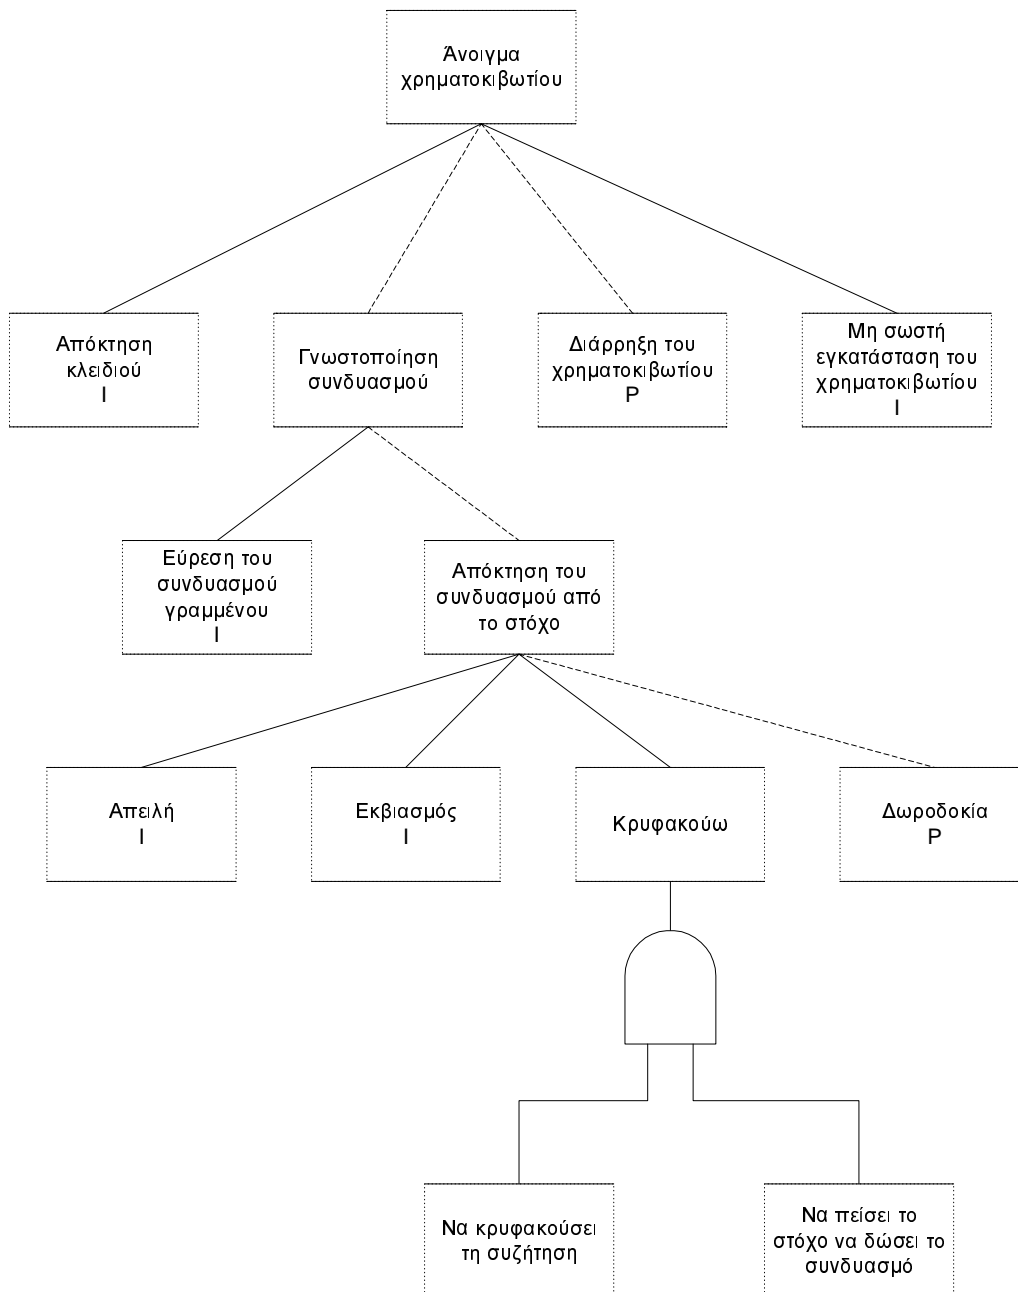 Άνοιγμα
χρηματοκιβωτίου
Απόκτηση
κλειδιού
I
Γνωστοποίηση
συνδυασμού
Διάρρηξη του
χρηματοκιβωτίου
P
Μη σωστή
εγκατάσταση του
χρηματοκιβωτίου
I
Εύρεση του
συνδυασμού
γραμμένου
I
Απόκτηση του
συνδυασμού από
το στόχο
Απειλή
I
Εκβιασμός
I
Κρυφακούω
Δωροδοκία
P
Να κρυφακούσει
τη συζήτηση
Να πείσει το
στόχο να δώσει το
συνδυασμό